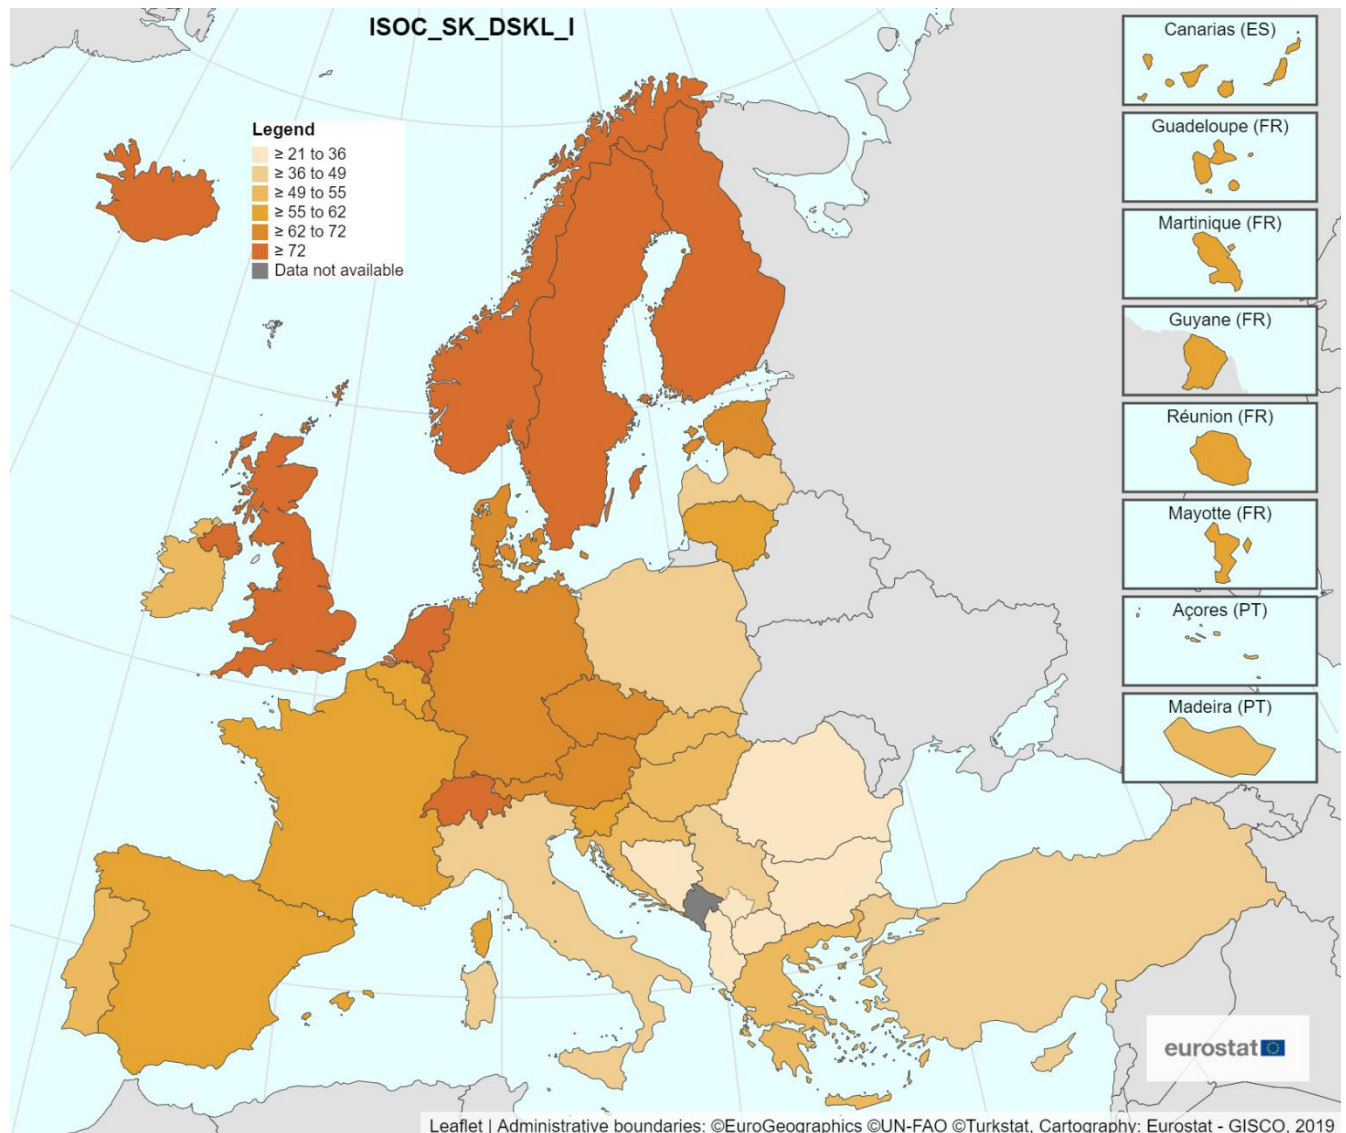 ISOC_SK_DSKL_I
Legend
≥ 21 to 36
≥ 36 to 49
≥ 49 to 55
≥ 55 to 62
≥ 62 to 72
≥ 72
Data not available
Canarias (ES)
Guadeloupe (FR)
Martinique (FR)
Guyane (FR)
Réunion (FR)
Mayotte (FR)
Açores (PT)
Madeira (PT)
eurostat
Leaflet | Administrative boundaries: ©EuroGeographics ©UN-FAO ©Turkstat, Cartography: Eurostat - GISCO, 2019